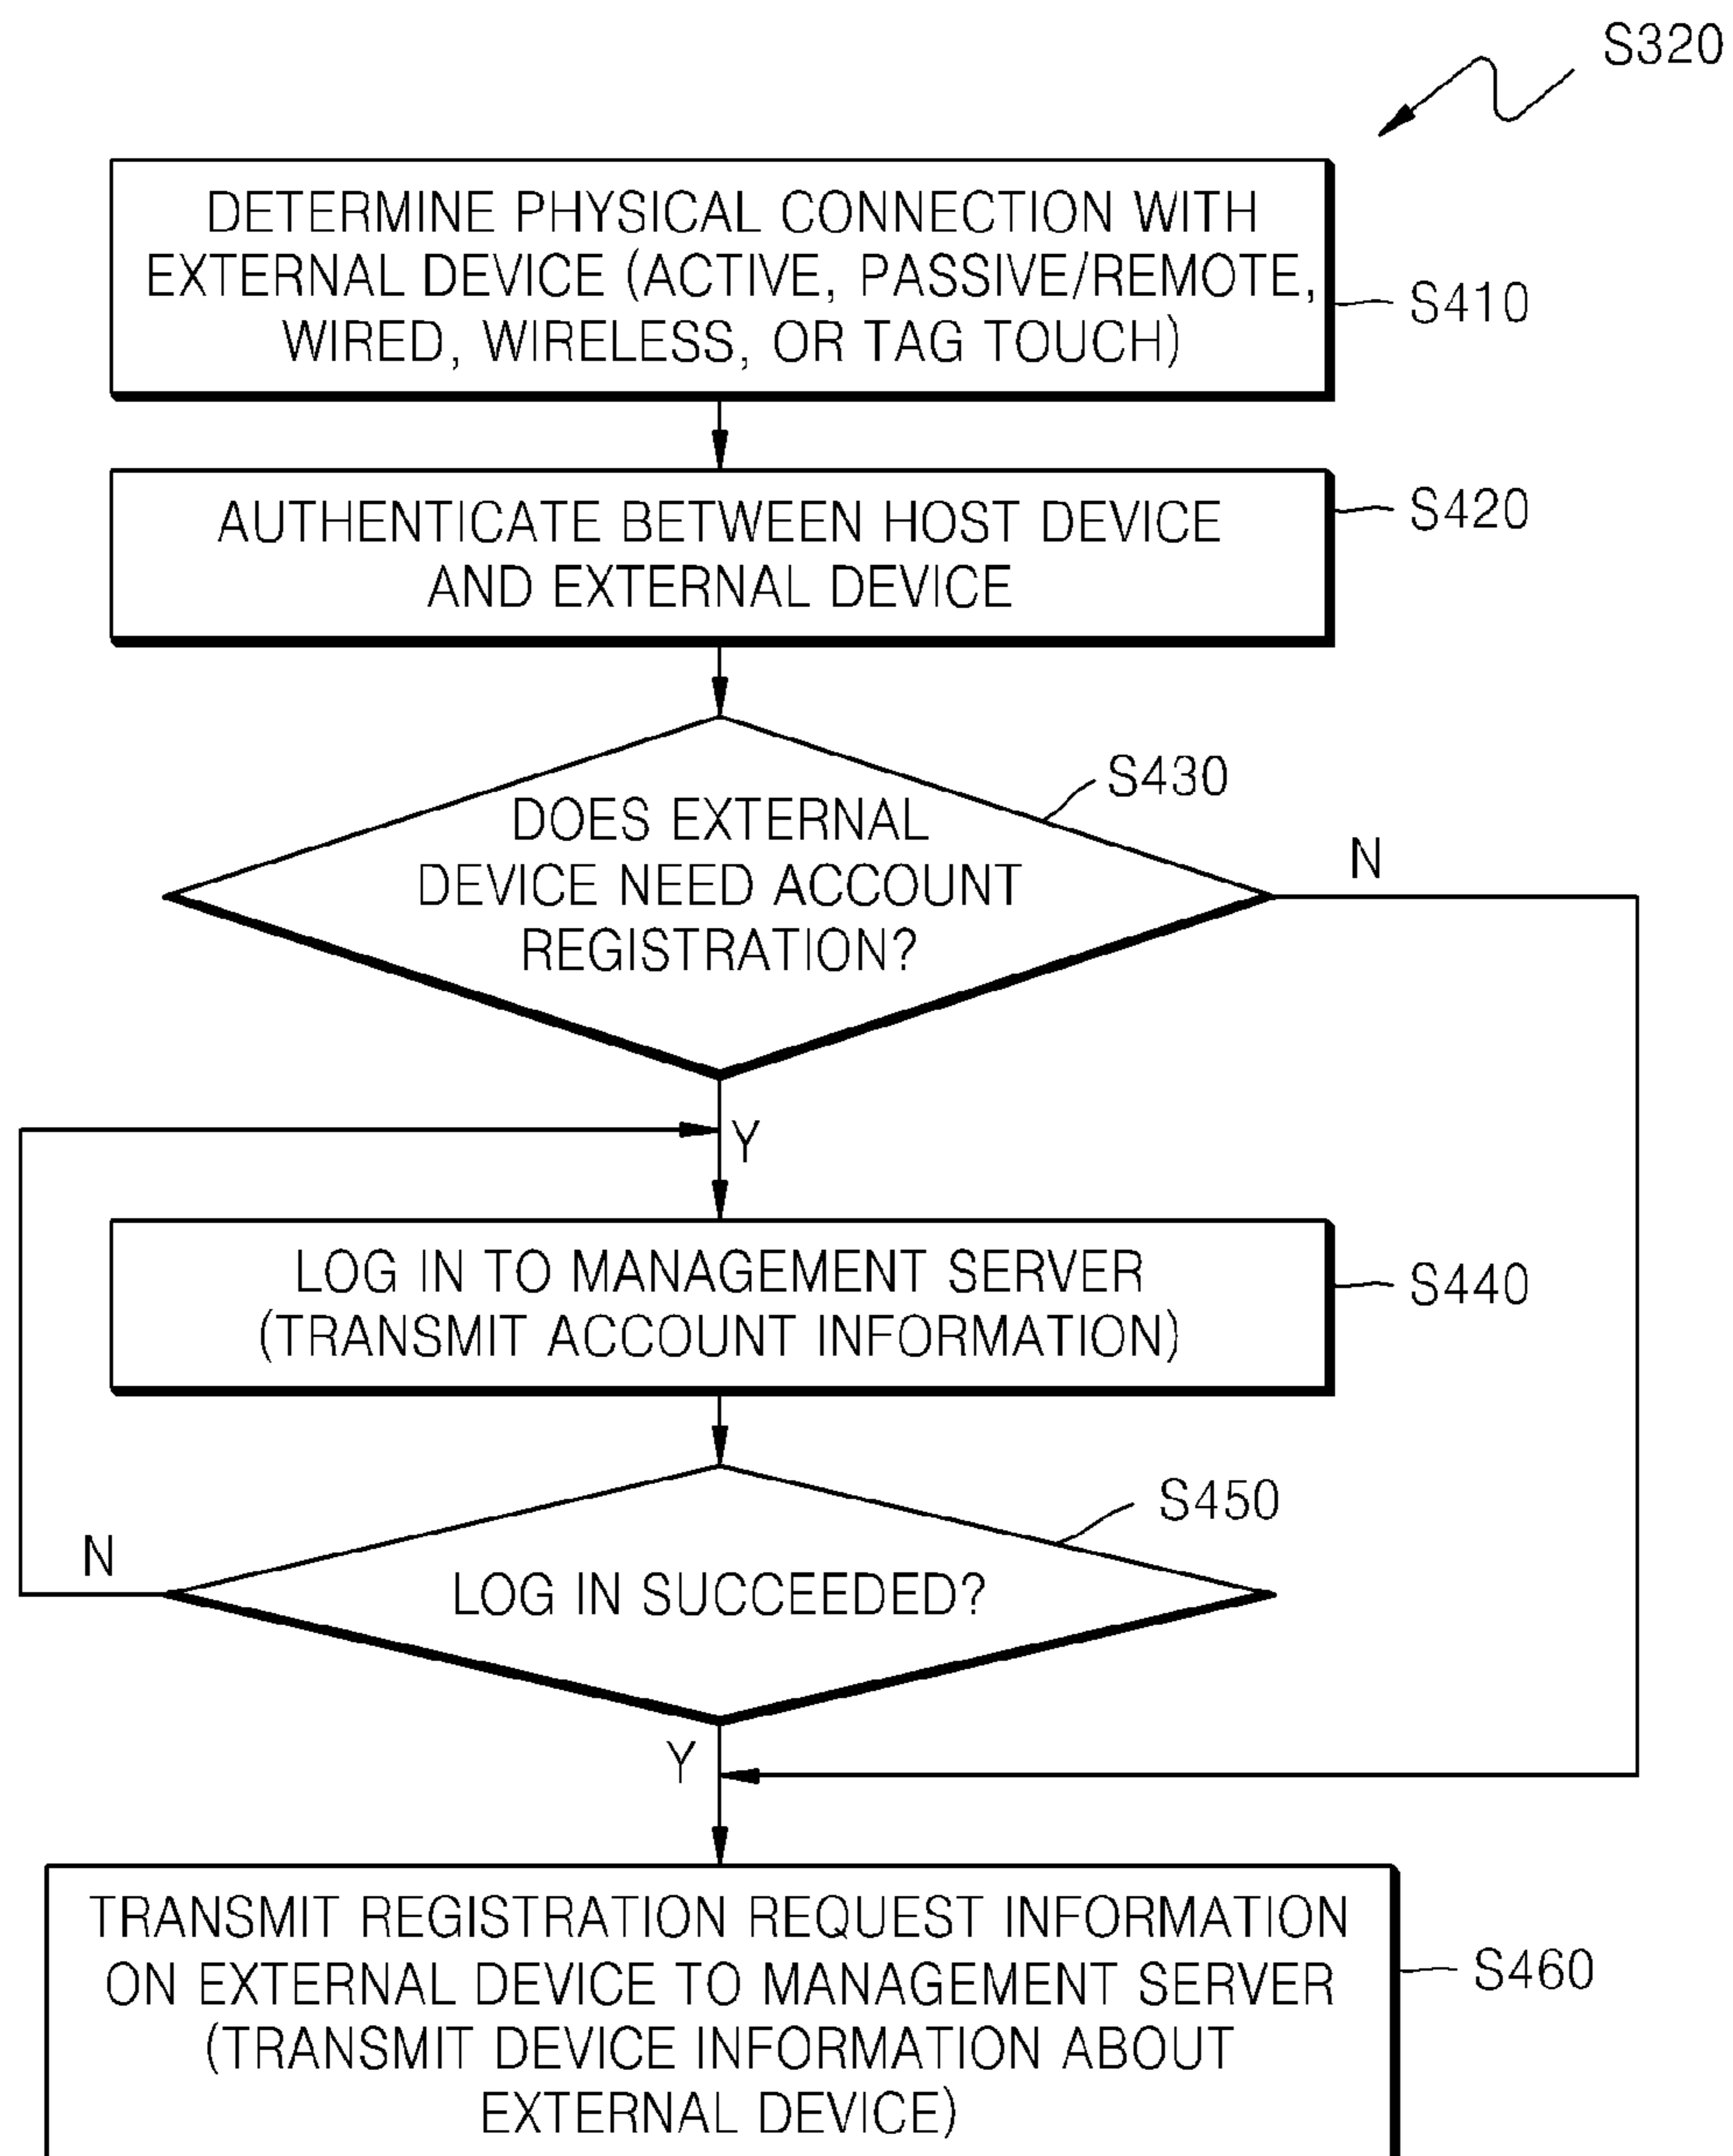 S320
DETERMINE PHYSICAL CONNECTION WITH
EXTERNAL DEVICE (ACTIVE, PASSIVE/REMOTE,
WIRED, WIRELESS, OR TAG TOUCH)
S410
AUTHENTICATE BETWEEN HOST DEVICE
AND EXTERNAL DEVICE
S420
S430
DOES EXTERNAL
DEVICE NEED ACCOUNT
REGISTRATION?
N
Y
LOG IN TO MANAGEMENT SERVER
(TRANSMIT ACCOUNT INFORMATION)
S440
S450
N
LOG IN SUCCEEDED?
Y
TRANSMIT REGISTRATION REQUEST INFORMATION
ON EXTERNAL DEVICE TO MANAGEMENT SERVER
(TRANSMIT DEVICE INFORMATION ABOUT
EXTERNAL DEVICE)
S460